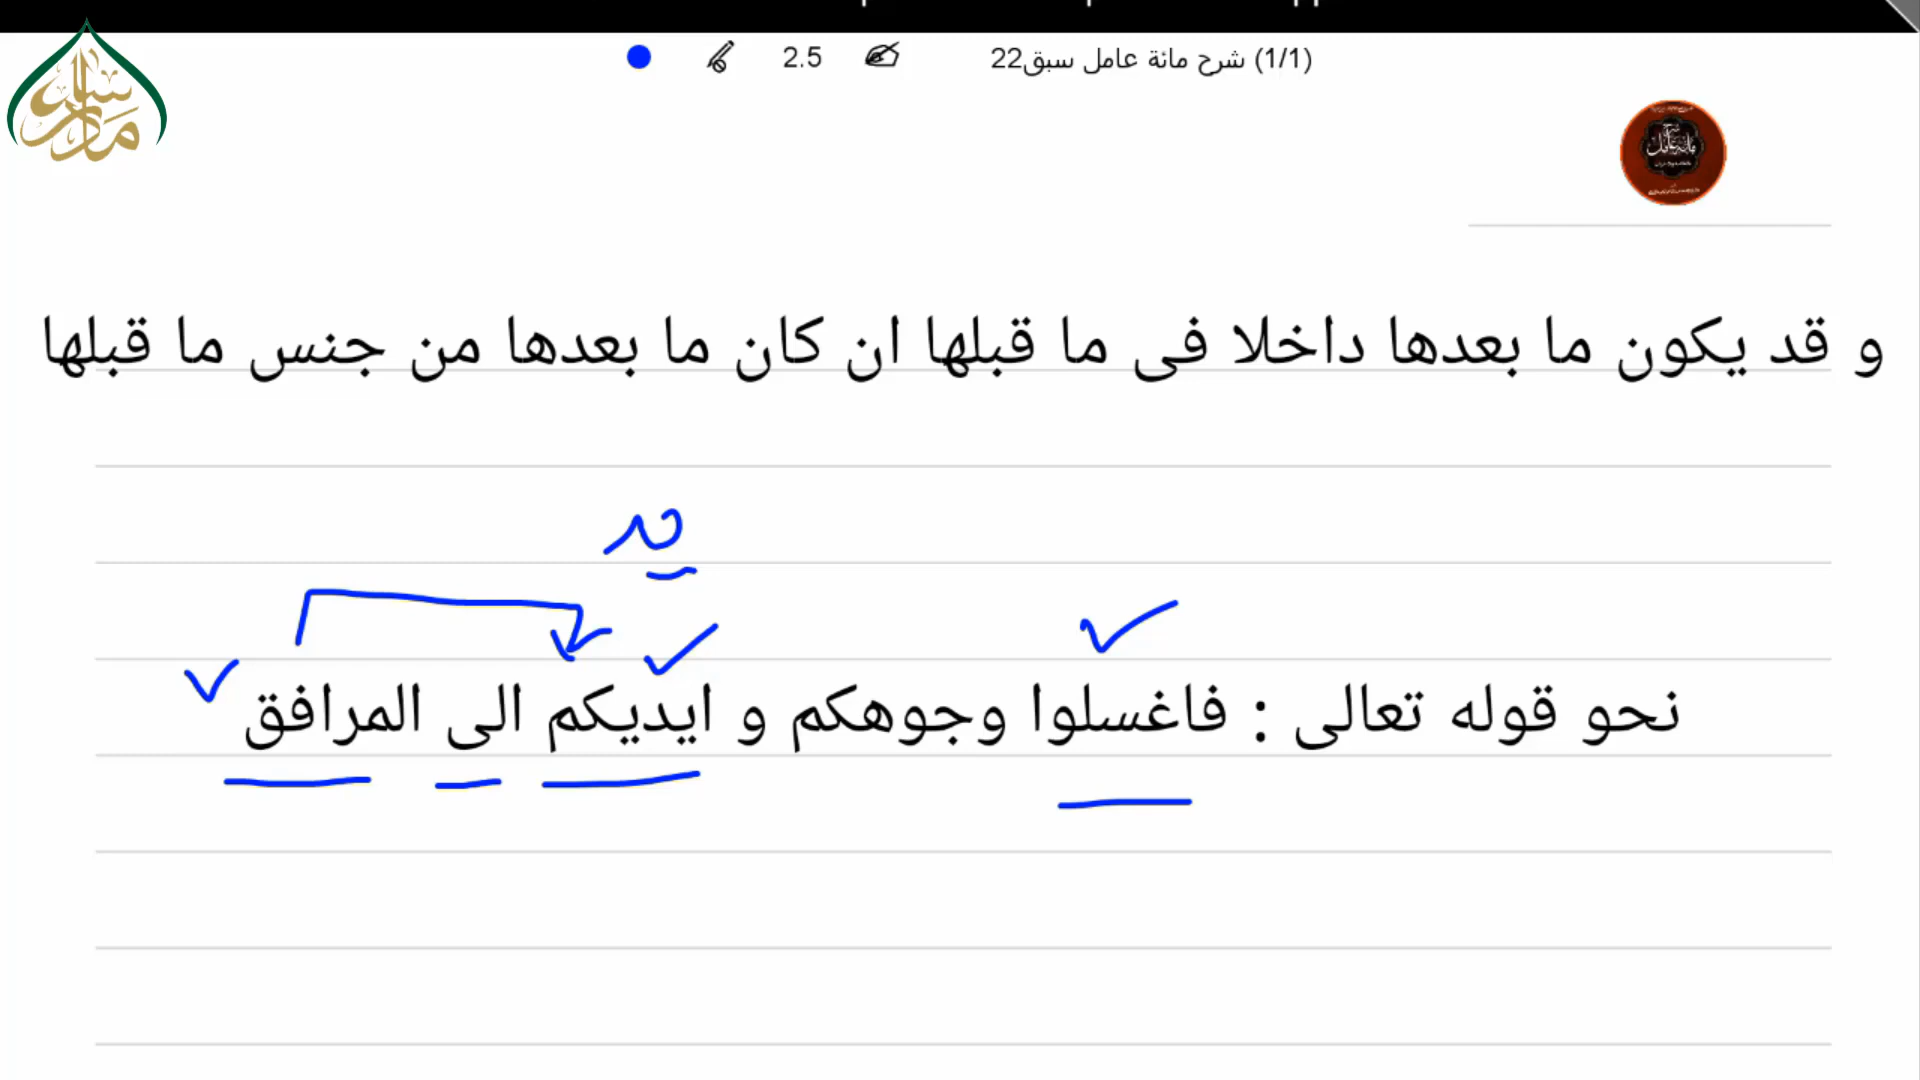 (1/1) شرح مائة عامل سبق22
2.5
و قد يكون ما بعدها داخلا فى ما قبلها ان كان ما بعدها من جنس ما قبلها
نحو قوله تعالى : فاغسلوا وجوهكم و ايديكم الى المرافق